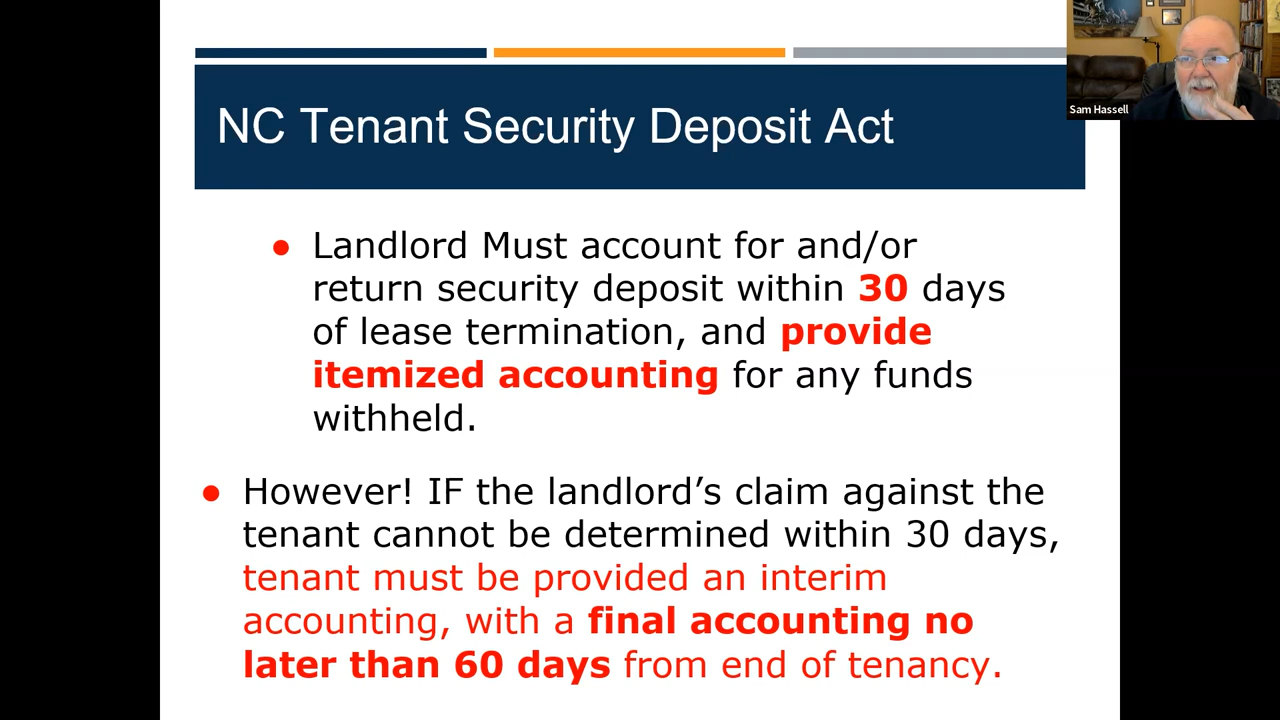 NC Tenant Security Deposit Act
Sam Hassell
● Landlord Must account for and/or
return security deposit within 30 days
of lease termination, and provide
itemized accounting for any funds
withheld.
● However! IF the landlord’s claim against the
tenant cannot be determined within 30 days,
tenant must be provided an interim
accounting, with a final accounting no
later than 60 days from end of tenancy.